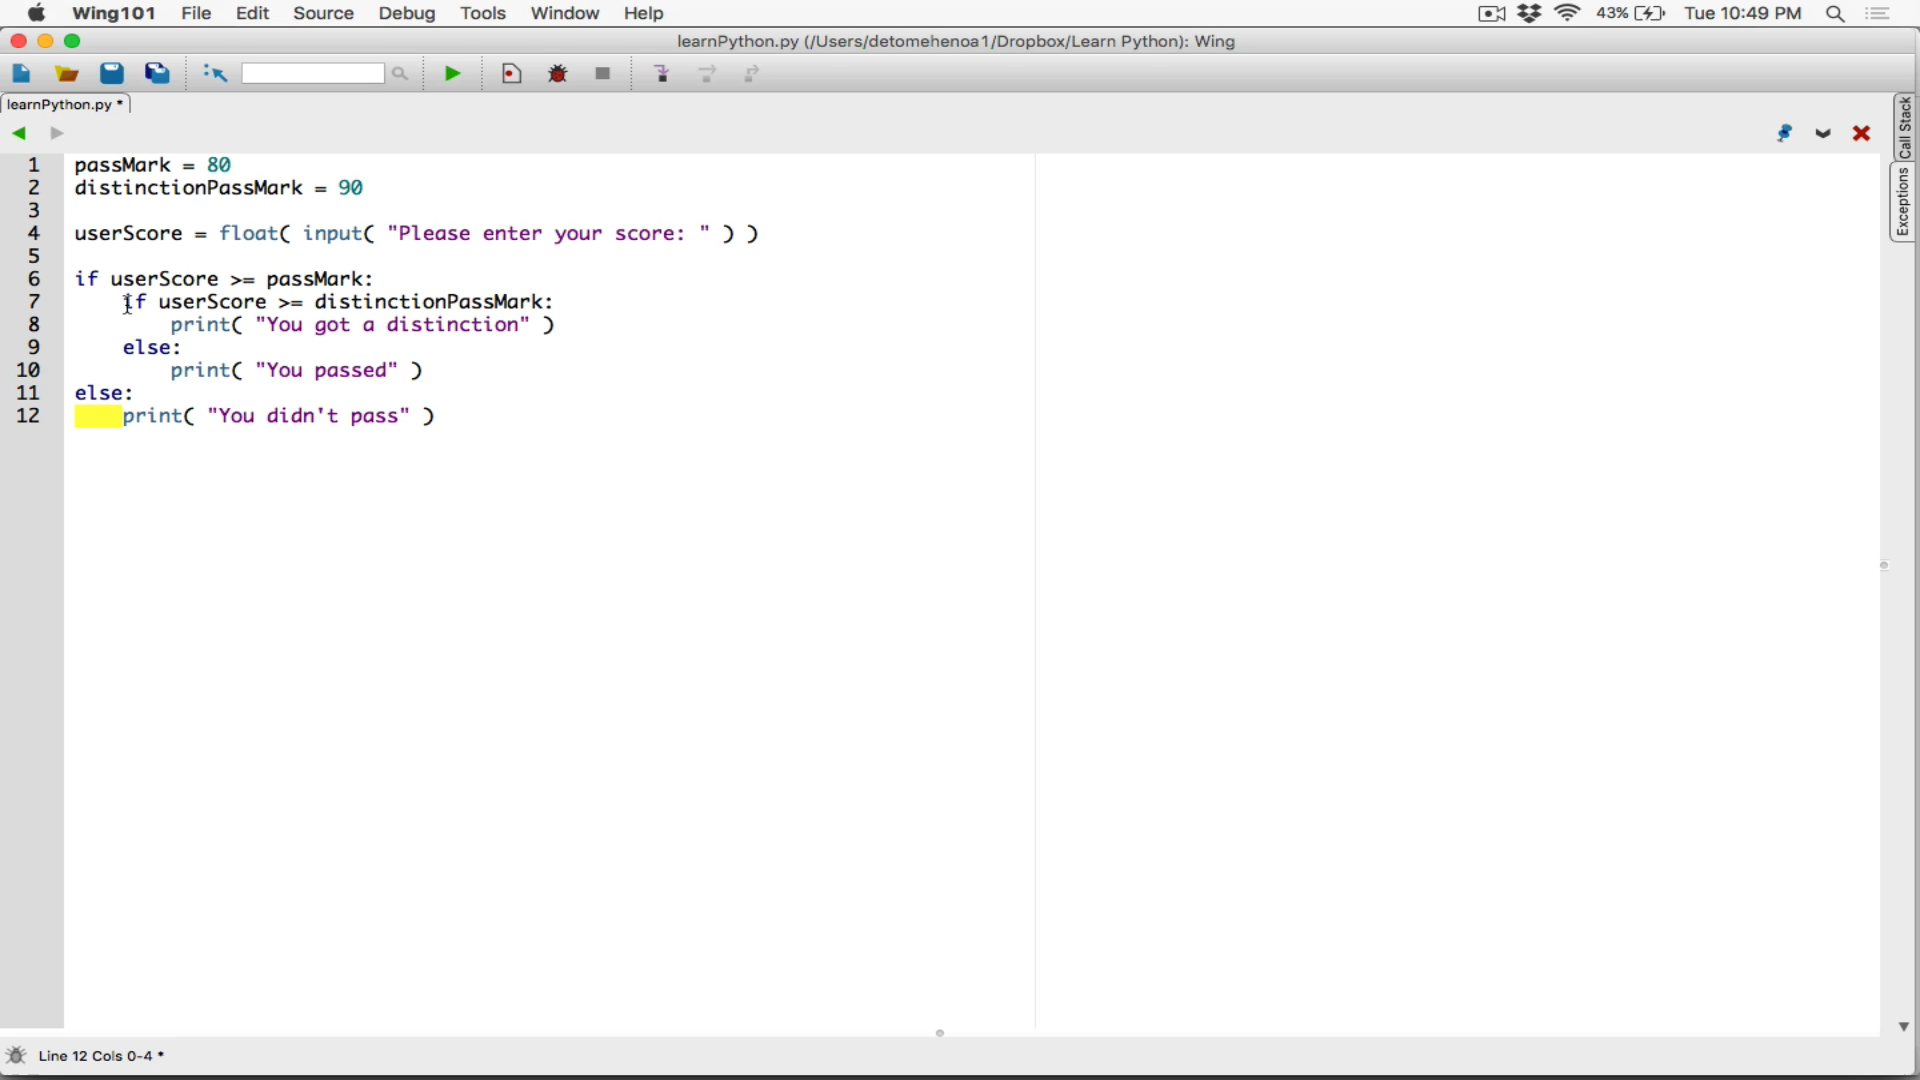 Wing101 File Edit Source Debug Tools Window Help 43% Tue 10:49 PM
learnPython.py (/Users/detomehenoa1/Dropbox/Learn Python): Wing
learnPython.py *
Call Stack
Exceptions
1 passMark = 80
2 distinctionPassMark = 90
3
4 userScore = float( input( "Please enter your score: " ) )
5
6 if userScore >= passMark:
7     if userScore >= distinctionPassMark:
8         print( "You got a distinction" )
9     else:
10         print( "You passed" )
11 else:
12     print( "You didn't pass" )
Line 12 Cols 0-4 *